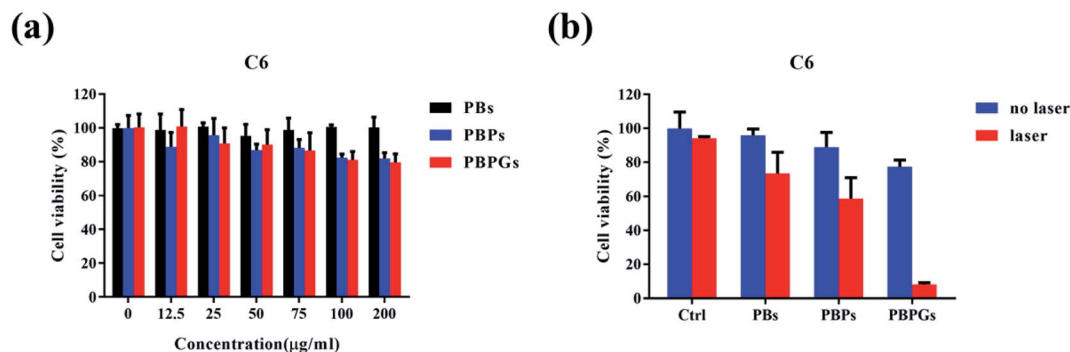 (a)
C6
Cell viability (%)
120
100
80
60
40
20
0
0 12.5 25 50 75 100 200
Concentration(μg/ml)
PBs
PBPs
PBPGs
(b)
C6
Cell viability (%)
120
100
80
60
40
20
0
Ctrl PBs PBPs PBPGs
no laser
laser